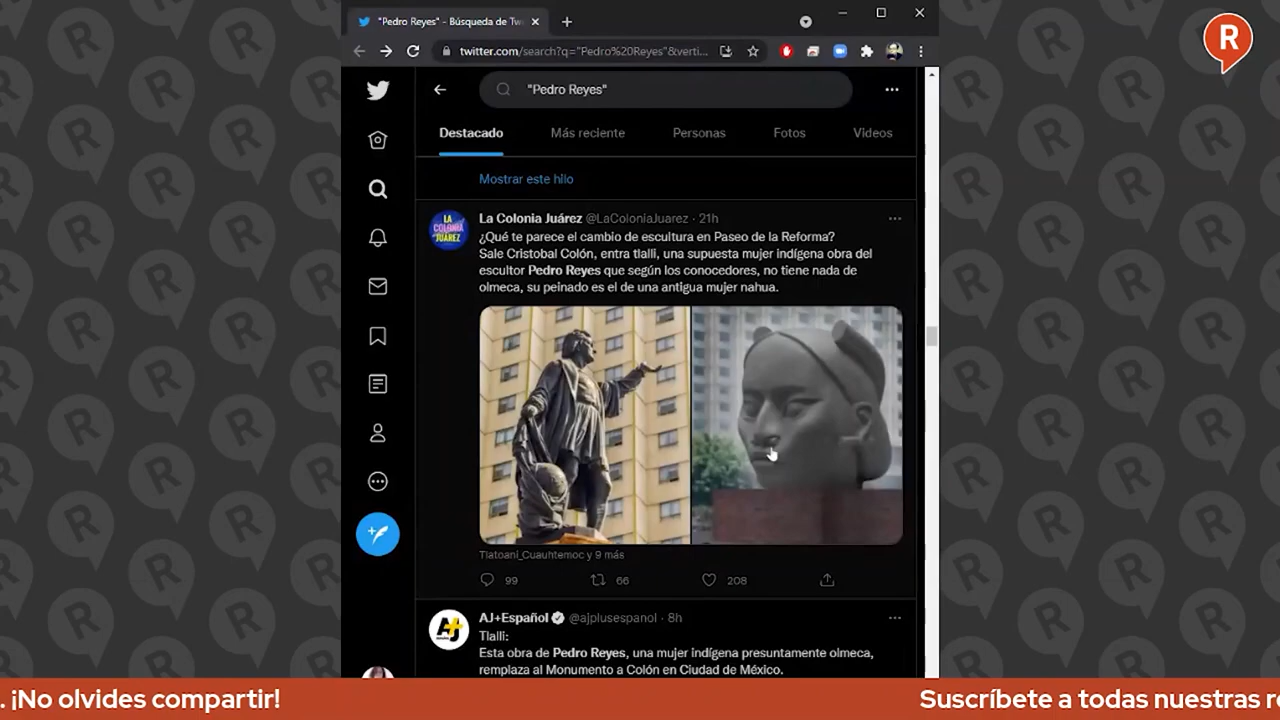 "Pedro Reyes" - Búsqueda de Tw
twitter.com/search?q="Pedro%20Reyes"&verti...
"Pedro Reyes"
Destacado
Más reciente
Personas
Fotos
Videos
Mostrar este hilo
LA COLONIA JUÁREZ
La Colonia Juárez @LaColoniaJuarez · 21h
¿Qué te parece el cambio de escultura en Paseo de la Reforma?
Sale Cristobal Colón, entra tlalli, una supuesta mujer indígena obra del
escultor Pedro Reyes que según los conocedores, no tiene nada de
olmeca, su peinado es el de una antigua mujer nahua.
Tlatoani_Cuauhtemoc y 9 más
99 66 208
AJ+Español @ajplusespanol · 8h
Tlalli:
Esta obra de Pedro Reyes, una mujer indígena presuntamente olmeca,
remplaza al Monumento a Colón en Ciudad de México.
R
. ¡No olvides compartir!
Suscríbete a todas nuestras re